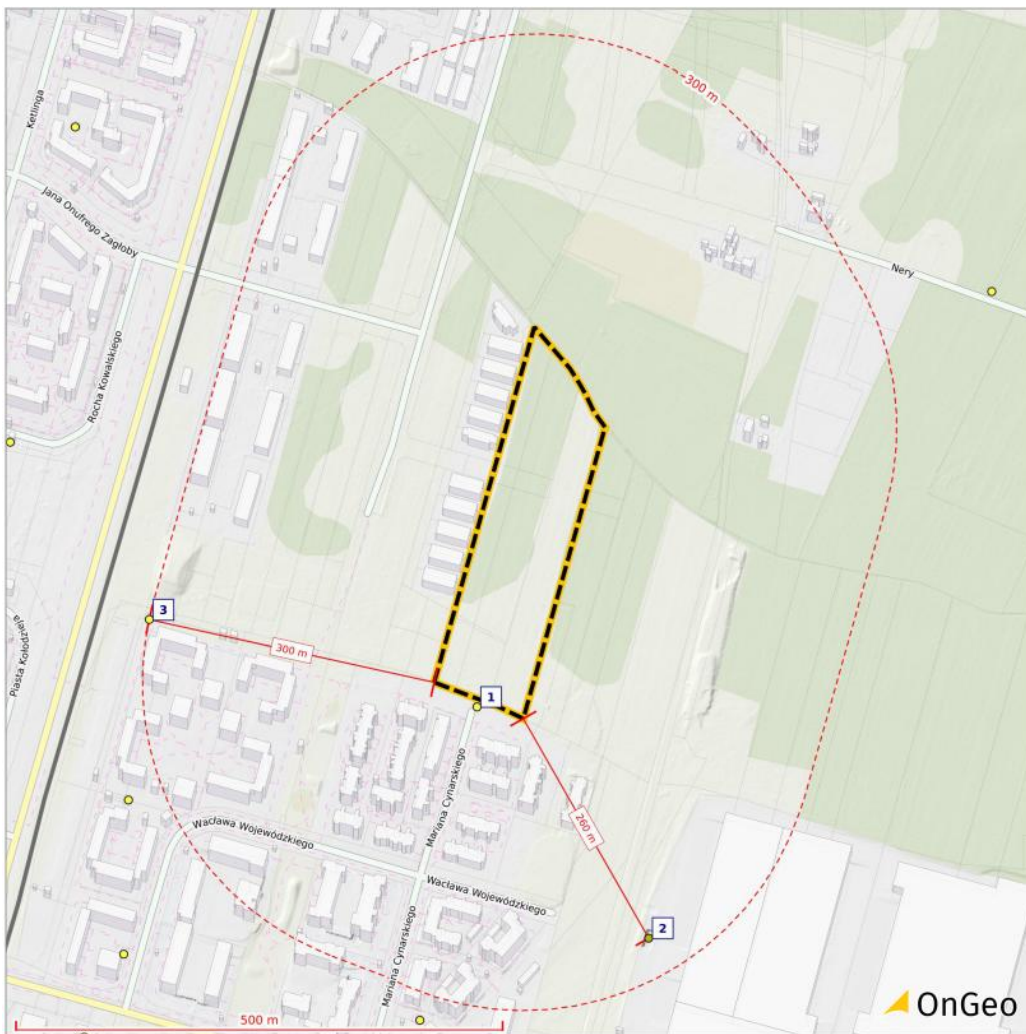 300 m
Ketlinga
Jana Onufrego Zagłoby
Nery
Rocha Kowalskiego
3
300 m
Piasta Kołodzieja
1
Mariana Cynarskiego
260 m
Wacława Wojewódzkiego
Wacława Wojewódzkiego
Mariana Cynarskiego
2
500 m
OnGeo